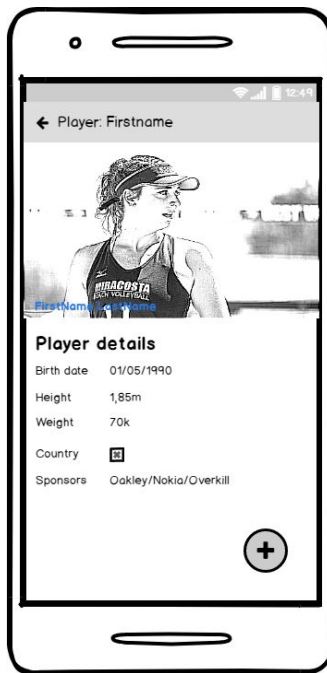 12:49
Player: Firstname
MIRACOSTA
BEACH VOLLEYBALL
FirstName LastName
Player details
Birth date 01/05/1990
Height 1,85m
Weight 70k
Country
Sponsors Oakley/Nokia/Overkill